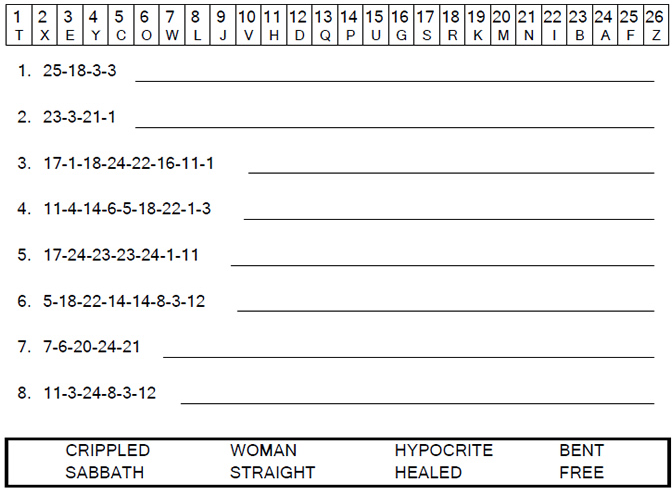 1 2 3 4 5 6 7 8 9 10 11 12 13 14 15 16 17 18 19 20 21 22 23 24 25 26
T X E Y C O W L J V H D Q P U G S R K M N I B A F Z
1. 25-18-3-3
2. 23-3-21-1
3. 17-1-18-24-22-16-11-1
4. 11-4-14-6-5-18-22-1-3
5. 17-24-23-23-24-1-11
6. 5-18-22-14-14-8-3-12
7. 7-6-20-24-21
8. 11-3-24-8-3-12
CRIPPLED WOMAN HYPOCRITE BENT
SABBATH STRAIGHT HEALED FREE